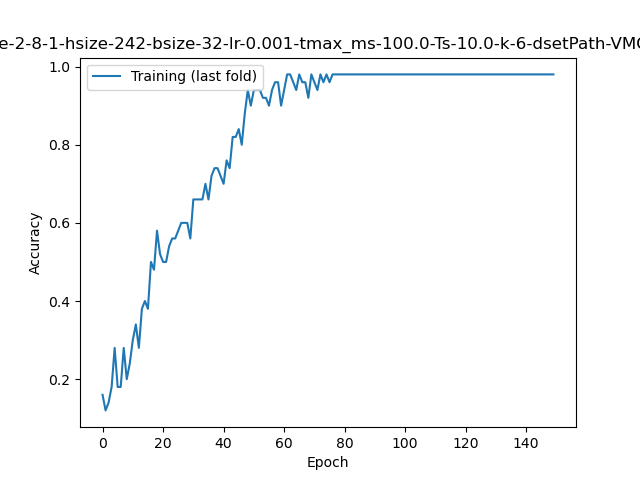 e-2-8-1-hsize-242-bsize-32-lr-0.001-tmax_ms-100.0-Ts-10.0-k-6-dsetPath-VMC
Training (last fold)
1.0
0.8
0.6
0.4
0.2
Accuracy
0 20 40 60 80 100 120 140
Epoch